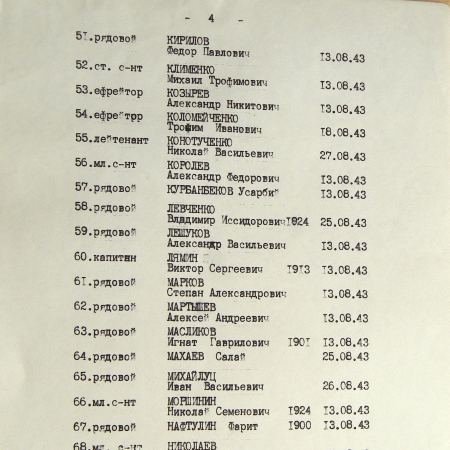 - 4 -
51.рядовой КИРИЛОВ
Федор Павлович 13.08.43
52.ст. с-нт КЛИМЕНКО
Михаил Трофимович 13.08.43
53.ефрейтор КОЗЫРЕВ
Александр Никитович 13.08.43
54.ефрейтрр КОЛОМЕЙЧЕНКО
Трофим Иванович 18.08.43
55.лейтенант КОНОТУЧЕНКО
Николай Васильевич 27.08.43
56.мл.с-нт КОРОЛЕВ
Александр Федорович 13.08.43
57.рядовой КУРБАНБЕКОВ Усарбий 13.08.43
58.рядовой ЛЕВЧЕНКО
Владимир Иссидорович 1924 25.08.43
59.рядовой ЛЕШУКОВ
Александр Васильевич 13.08.43
60.капитан ЛЯМИН
Виктор Сергеевич 1913 13.08.43
61.рядовой МАРКОВ
Степан Александрович 13.08.43
62.рядовой МАРТЫШЕВ
Алексей Андреевич 13.08.43
63.рядовой МАСЛИКОВ
Игнат Гаврилович 1901 13.08.43
64.рядовой МАХАЕВ Салай 25.08.43
65.рядовой МИХАЙЛУЦ
Иван Васильевич 26.08.43
66.мл.с-нт МОРШИНИН
Николай Семенович 1924 13.08.43
67.рядовой НАФТУЛИН Фарит 1900 13.08.43
68.мл. с-нт НИКОЛАЕВ